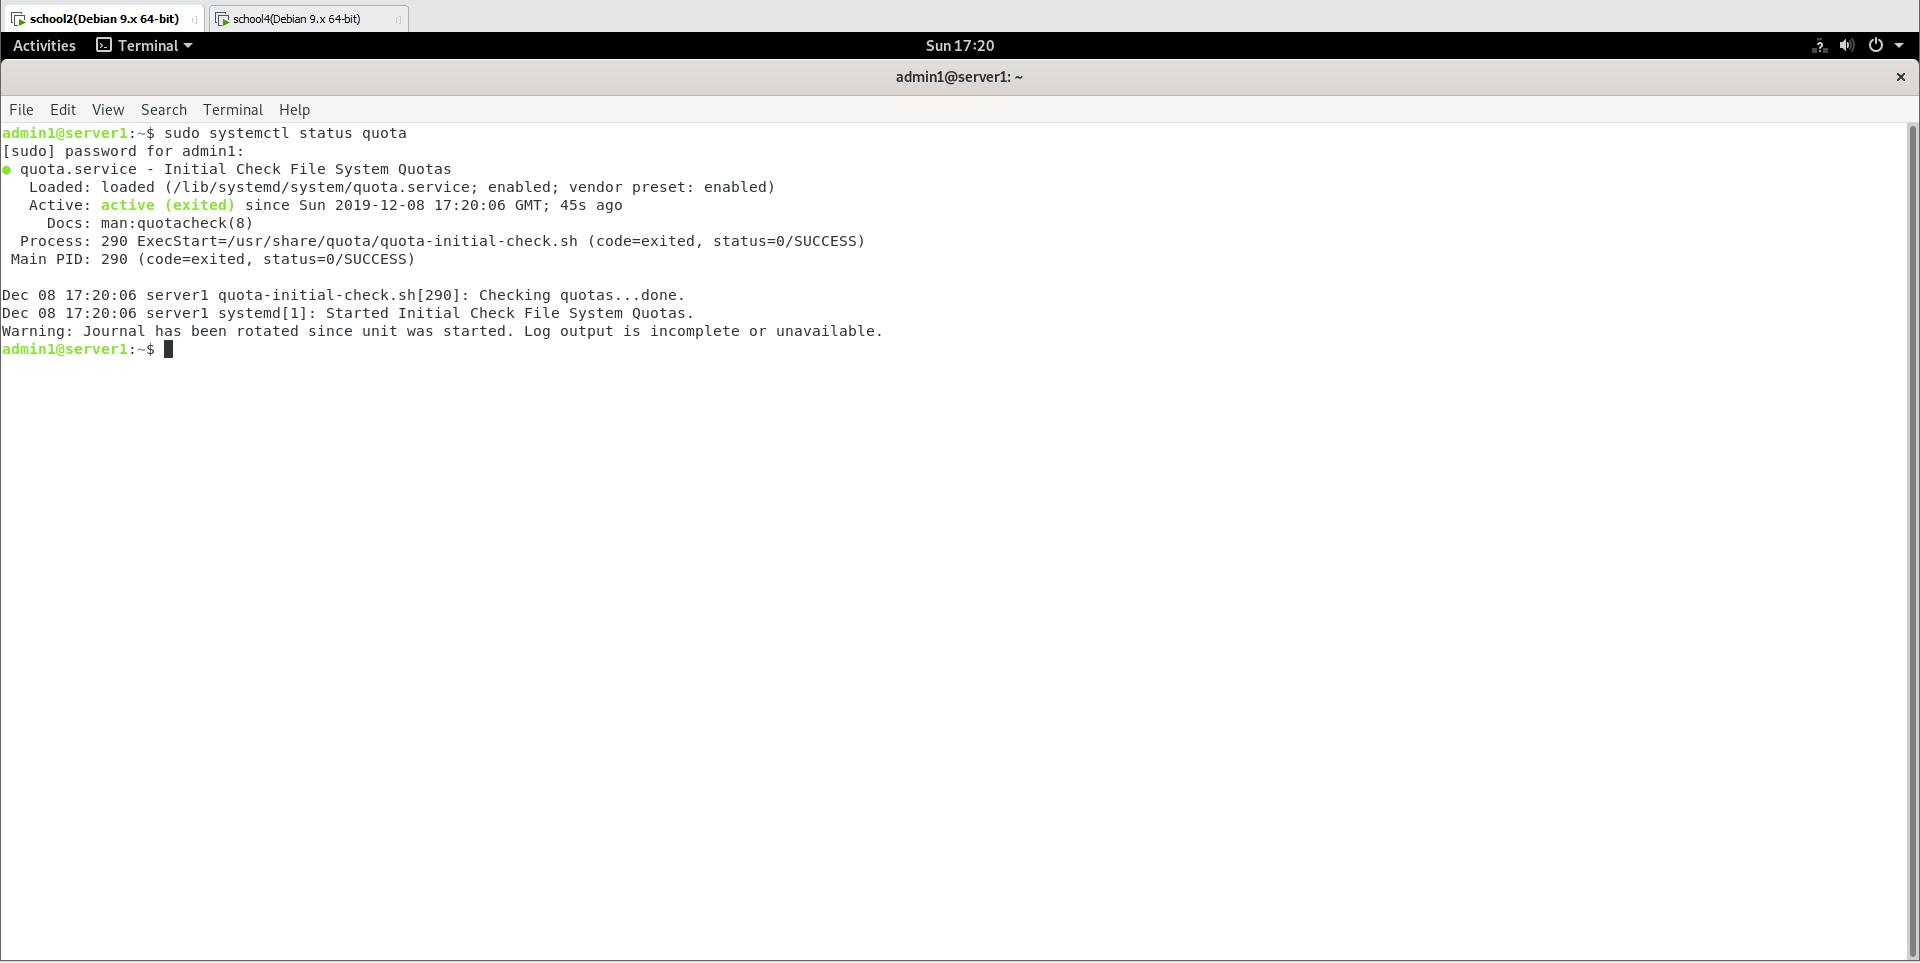 school2(Debian 9.x 64-bit) school4(Debian 9.x 64-bit)
Activities Terminal Sun 17:20
admin1@server1: ~
File Edit View Search Terminal Help
admin1@server1:~$ sudo systemctl status quota
[sudo] password for admin1:
● quota.service - Initial Check File System Quotas
   Loaded: loaded (/lib/systemd/system/quota.service; enabled; vendor preset: enabled)
   Active: active (exited) since Sun 2019-12-08 17:20:06 GMT; 45s ago
     Docs: man:quotacheck(8)
  Process: 290 ExecStart=/usr/share/quota/quota-initial-check.sh (code=exited, status=0/SUCCESS)
 Main PID: 290 (code=exited, status=0/SUCCESS)

Dec 08 17:20:06 server1 quota-initial-check.sh[290]: Checking quotas...done.
Dec 08 17:20:06 server1 systemd[1]: Started Initial Check File System Quotas.
Warning: Journal has been rotated since unit was started. Log output is incomplete or unavailable.
admin1@server1:~$